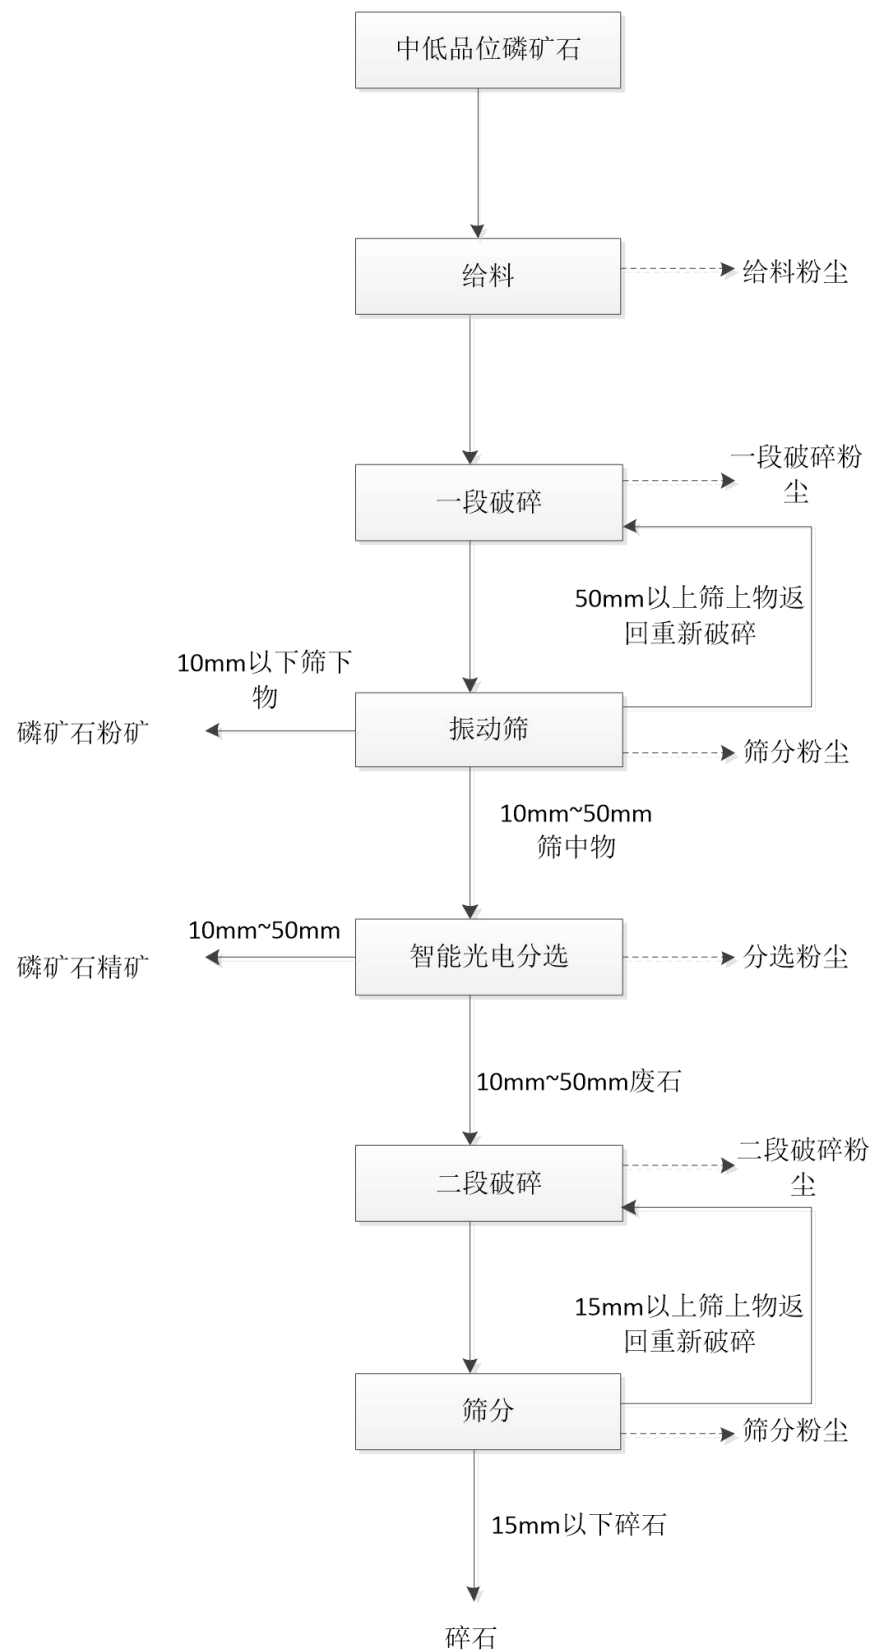 中低品位磷矿石
给料
给料粉尘
一段破碎粉
尘
一段破碎
50mm以上筛上物返
回重新破碎
10mm以下筛下
物
磷矿石粉矿
振动筛
筛分粉尘
10mm~50mm
筛中物
10mm~50mm
磷矿石精矿
智能光电分选
分选粉尘
10mm~50mm废石
二段破碎粉
尘
二段破碎
15mm以上筛上物返
回重新破碎
筛分
筛分粉尘
15mm以下碎石
碎石